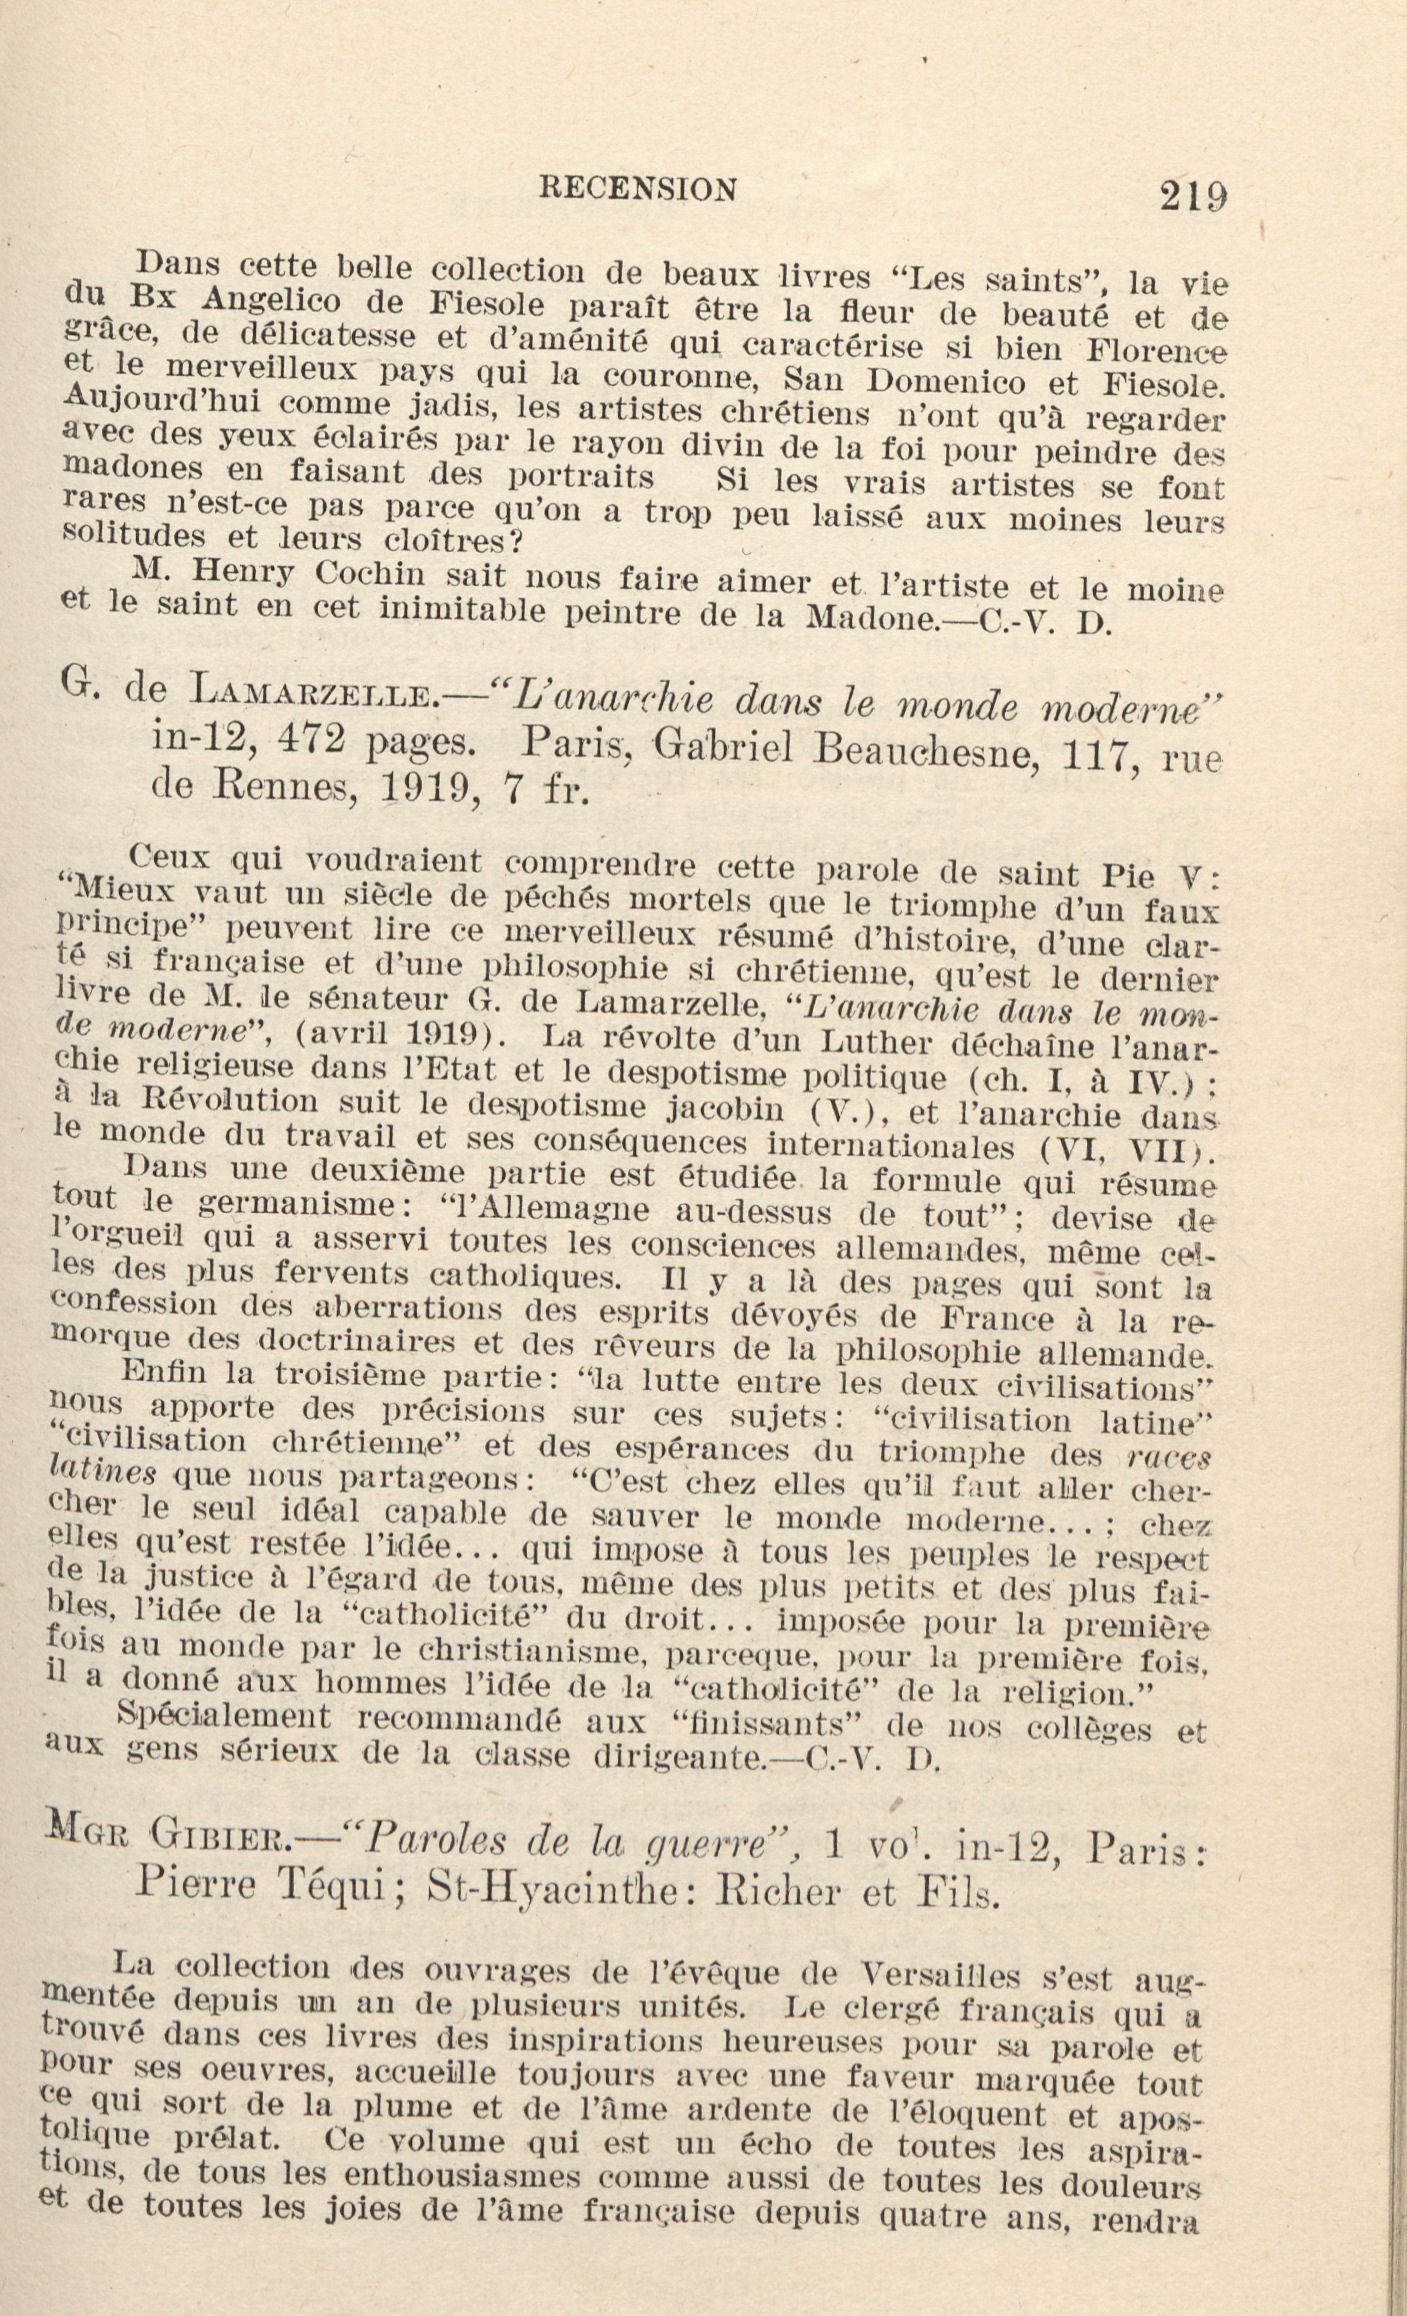 RECENSION 219
Dans cette belle collection de beaux livres “Les saints”, la vie
du Bx Angelico de Fiesole paraît être la fleur de beauté et de
grâce, de délicatesse et d’aménité qui caractérise si bien Florence
et le merveilleux pays qui la couronne, San Domenico et Fiesole.
Aujourd’hui comme jadis, les artistes chrétiens n’ont qu’à regarder
avec des yeux éclairés par le rayon divin de la foi pour peindre des
madones en faisant des portraits Si les vrais artistes se font
rares n’est-ce pas parce qu’on a trop peu laissé aux moines leurs
solitudes et leurs cloîtres?
M. Henry Cochin sait nous faire aimer et l’artiste et le moine
et le saint en cet inimitable peintre de la Madone.—C.-V. D.
G. de LAMARZELLE.—“L’anarchie dans le monde moderne”
in-12, 472 pages. Paris, Gabriel Beauchesne, 117, rue
de Rennes, 1919, 7 fr.
Ceux qui voudraient comprendre cette parole de saint Pie V:
“Mieux vaut un siècle de péchés mortels que le triomphe d’un faux
principe” peuvent lire ce merveilleux résumé d’histoire, d’une clar-
té si française et d’une philosophie si chrétienne, qu’est le dernier
livre de M. le sénateur G. de Lamarzelle, “L’anarchie dans le mon-
de moderne”, (avril 1919). La révolte d’un Luther déchaîne l’anar-
chie religieuse dans l’Etat et le despotisme politique (ch. I, à IV.) ;
à la Révolution suit le despotisme jacobin (V.), et l’anarchie dans
le monde du travail et ses conséquences internationales (VI, VII).
Dans une deuxième partie est étudiée la formule qui résume
tout le germanisme: “l’Allemagne au-dessus de tout”; devise de
l’orgueil qui a asservi toutes les consciences allemandes, même cel-
les des plus fervents catholiques. Il y a là des pages qui sont la
confession des aberrations des esprits dévoyés de France à la re-
morque des doctrinaires et des rêveurs de la philosophie allemande.
Enfin la troisième partie: “la lutte entre les deux civilisations”
nous apporte des précisions sur ces sujets: “civilisation latine”
“civilisation chrétienne” et des espérances du triomphe des races
latines que nous partageons: “C’est chez elles qu’il faut aller cher-
cher le seul idéal capable de sauver le monde moderne... ; chez
elles qu’est restée l’idée... qui impose à tous les peuples le respect
de la justice à l’égard de tous, même des plus petits et des plus fai-
bles, l’idée de la “catholicité” du droit... imposée pour la première
fois au monde par le christianisme, parceque, pour la première fois,
il a donné aux hommes l’idée de la “catholicité” de la religion.”
Spécialement recommandé aux “finissants” de nos collèges et
aux gens sérieux de la classe dirigeante.—C.-V. D.
MGR GIBIER.—“Paroles de la guerre”, 1 vol. in-12, Paris:
Pierre Téqui; St-Hyacinthe: Richer et Fils.
La collection des ouvrages de l’évêque de Versailles s’est aug-
mentée depuis un an de plusieurs unités. Le clergé français qui a
trouvé dans ces livres des inspirations heureuses pour sa parole et
pour ses oeuvres, accueille toujours avec une faveur marquée tout
ce qui sort de la plume et de l’âme ardente de l’éloquent et apos-
tolique prélat. Ce volume qui est un écho de toutes les aspira-
tions, de tous les enthousiasmes comme aussi de toutes les douleurs
et de toutes les joies de l’âme française depuis quatre ans, rendra